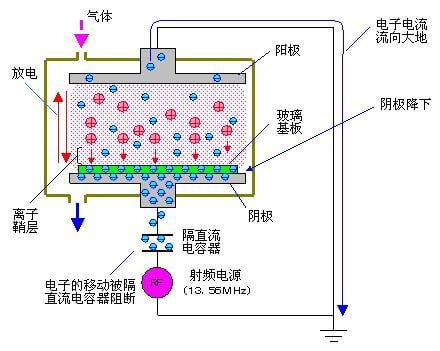 气体
电子电流
流向大地
阳极
放电
玻璃
基板
阴极降下
离子
鞘层
阴极
隔直流
电容器
电子的移动被隔
直流电容器阻断
射频电源
RF
(13.56MHz)